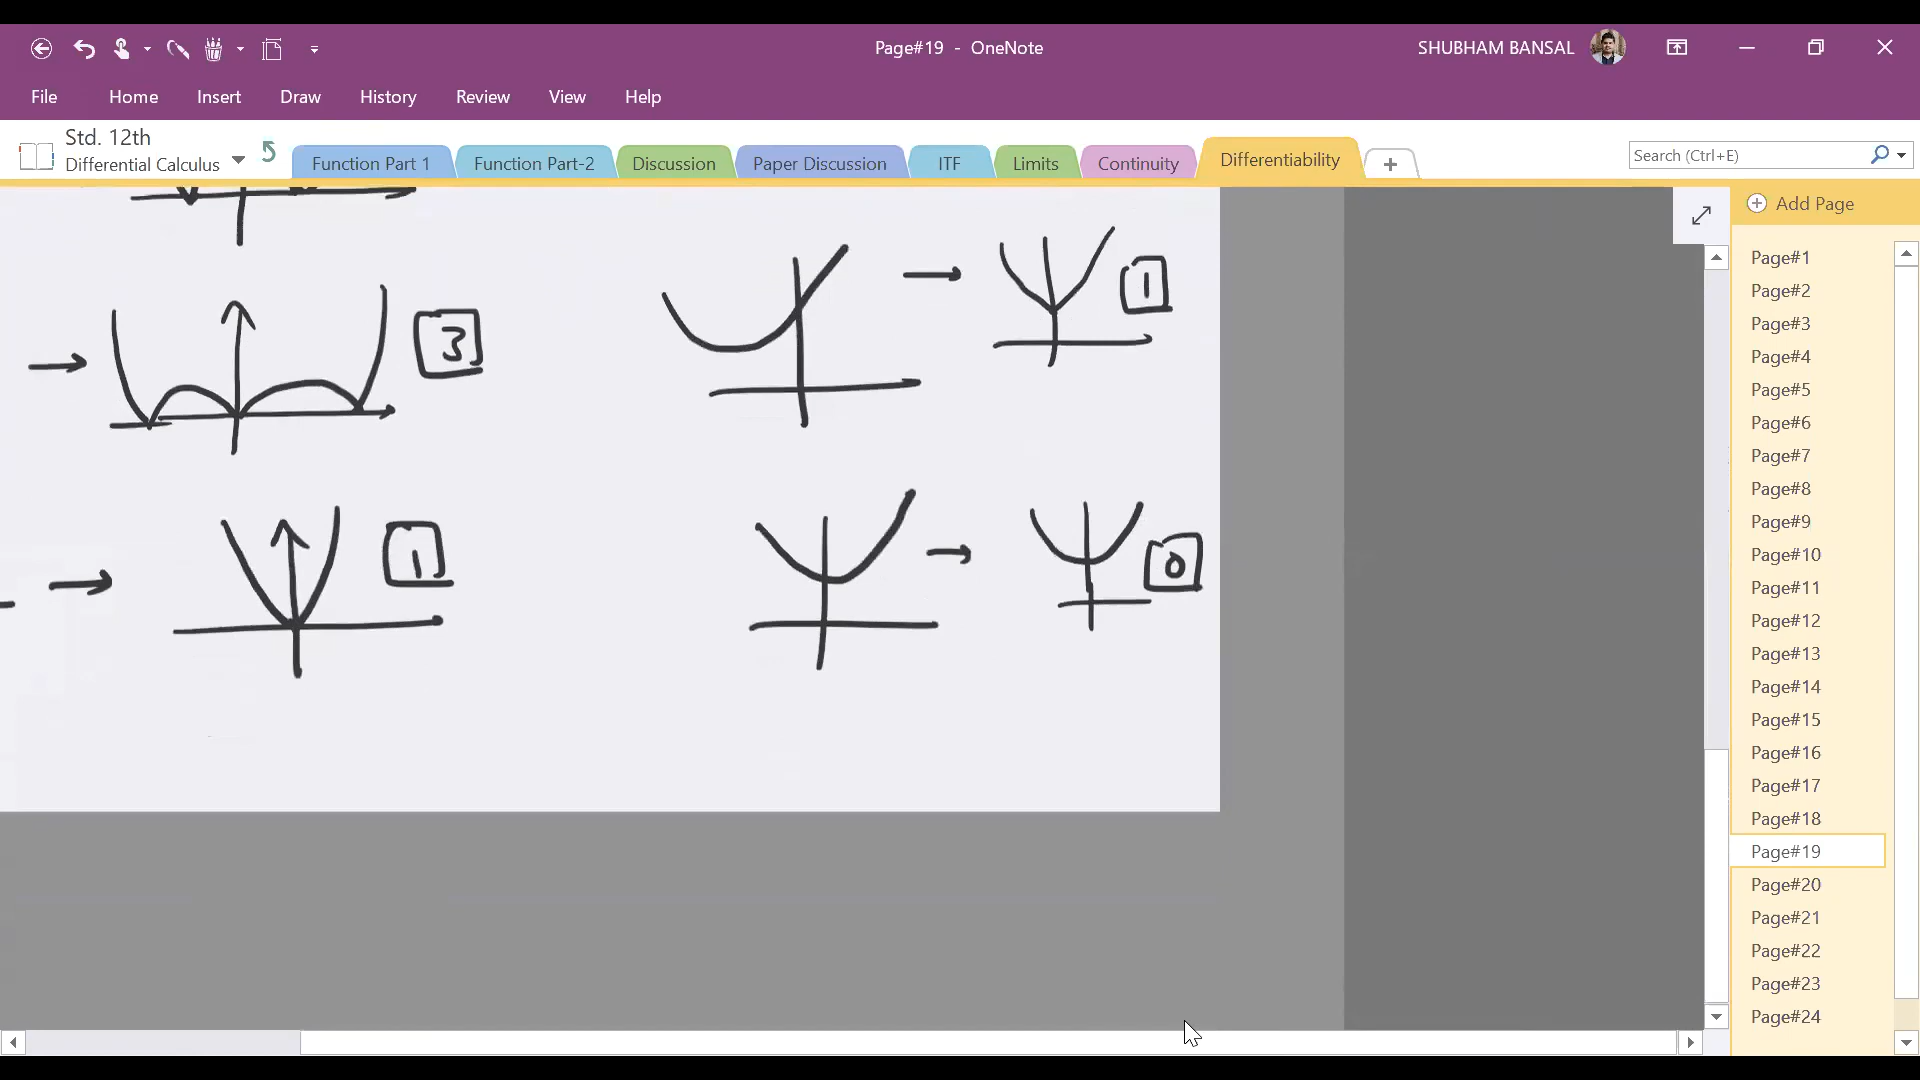 Page#19 - OneNote
SHUBHAM BANSAL
File Home Insert Draw History Review View Help
Std. 12th
Differential Calculus
Function Part 1
Function Part-2
Discussion
Paper Discussion
ITF
Limits
Continuity
Differentiability
Search (Ctrl+E)
Add Page
Page#1
Page#2
Page#3
Page#4
Page#5
Page#6
Page#7
Page#8
Page#9
Page#10
Page#11
Page#12
Page#13
Page#14
Page#15
Page#16
Page#17
Page#18
Page#19
Page#20
Page#21
Page#22
Page#23
Page#24
3
1
1
0